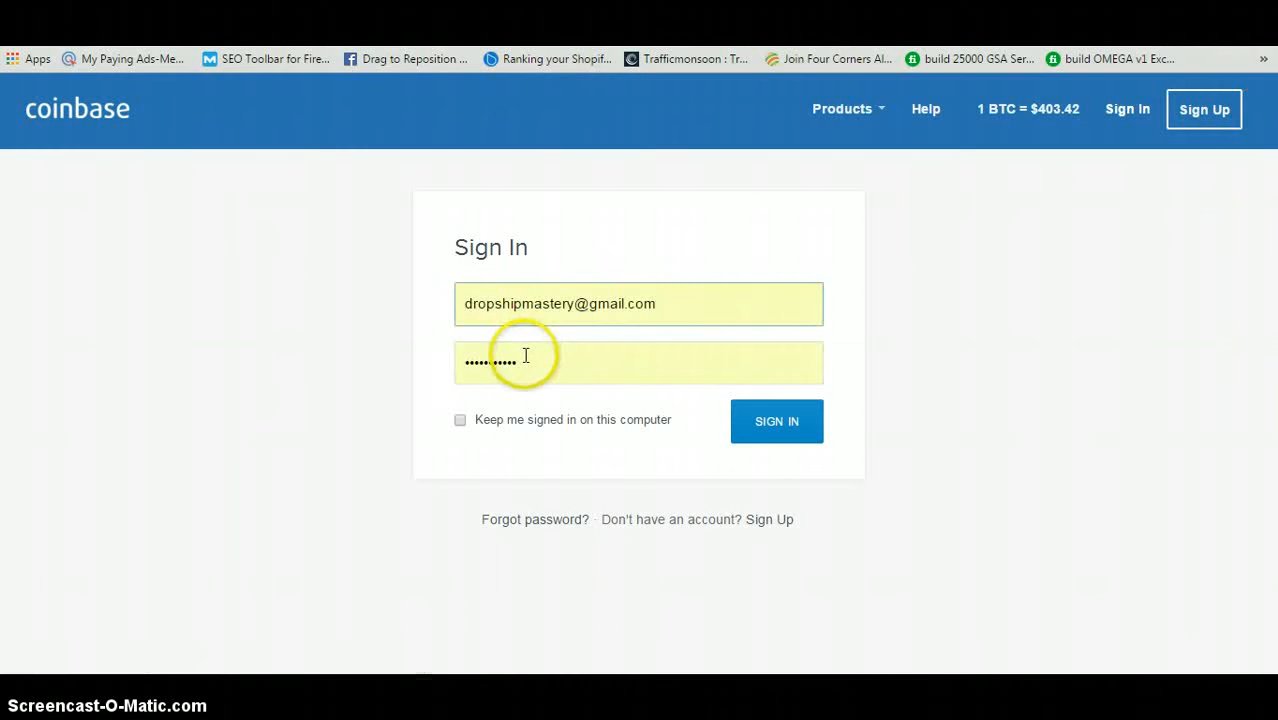 Apps My Paying Ads-Me... SEO Toolbar for Fire... Drag to Reposition ... Ranking your Shopif... Trafficmonsoon : Tr... Join Four Corners Al... build 25000 GSA Ser... build OMEGA v1 Exc... »
coinbase Products Help 1 BTC = $403.42 Sign In Sign Up
Sign In
dropshipmastery@gmail.com
Keep me signed in on this computer SIGN IN
Forgot password? · Don't have an account? Sign Up
Screencast-O-Matic.com